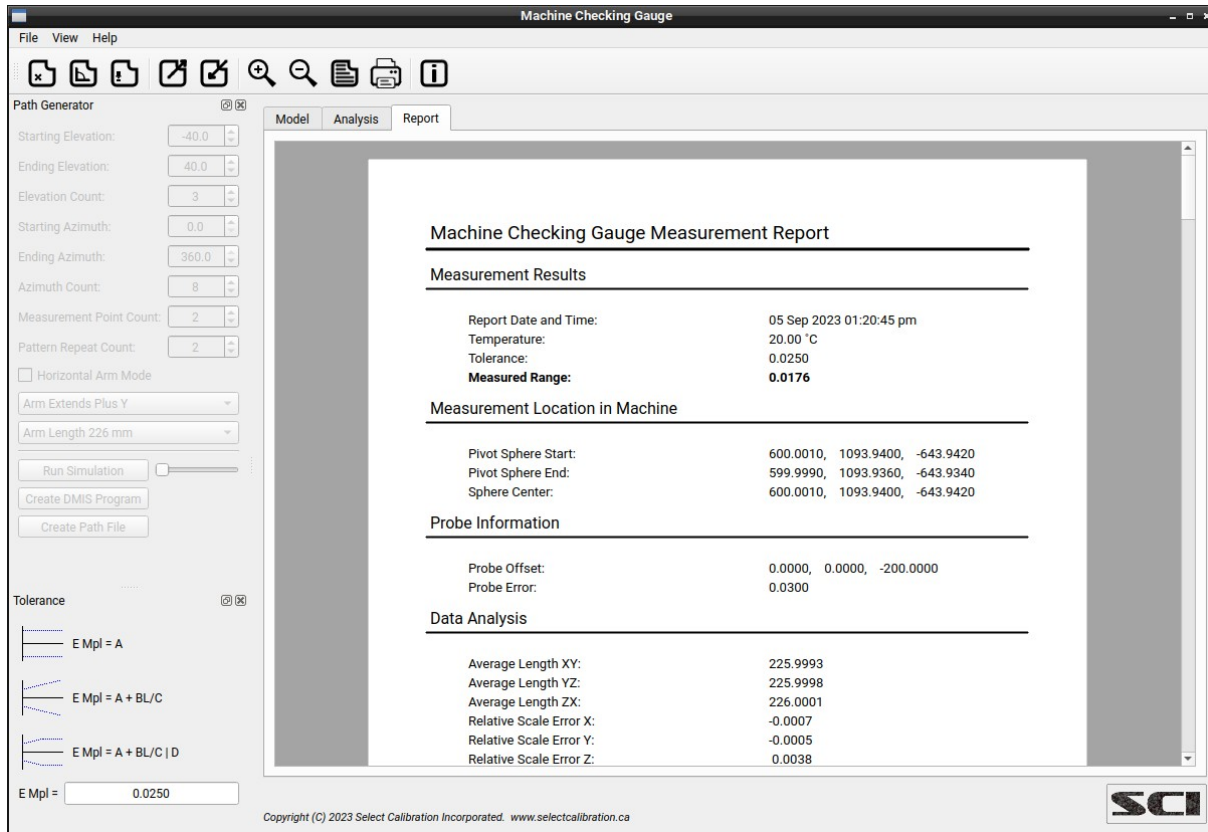 Machine Checking Gauge
File View Help
Path Generator
Starting Elevation: -40.0
Ending Elevation: 40.0
Elevation Count: 3
Starting Azimuth: 0.0
Ending Azimuth: 360.0
Azimuth Count: 8
Measurement Point Count: 2
Pattern Repeat Count: 2
Horizontal Arm Mode
Arm Extends Plus Y
Arm Length 226 mm
Run Simulation
Create DMIS Program
Create Path File
Tolerance
E Mpl = A
E Mpl = A + BL/C
E Mpl = A + BL/C | D
E Mpl = 0.0250
Model Analysis Report
Machine Checking Gauge Measurement Report
Measurement Results
Report Date and Time: 05 Sep 2023 01:20:45 pm
Temperature: 20.00 ˚C
Tolerance: 0.0250
Measured Range: 0.0176
Measurement Location in Machine
Pivot Sphere Start: 600.0010, 1093.9400, -643.9420
Pivot Sphere End: 599.9990, 1093.9360, -643.9340
Sphere Center: 600.0010, 1093.9400, -643.9420
Probe Information
Probe Offset: 0.0000, 0.0000, -200.0000
Probe Error: 0.0300
Data Analysis
Average Length XY: 225.9993
Average Length YZ: 225.9998
Average Length ZX: 226.0001
Relative Scale Error X: -0.0007
Relative Scale Error Y: -0.0005
Relative Scale Error Z: 0.0038
Copyright (C) 2023 Select Calibration Incorporated. www.selectcalibration.ca
SCI